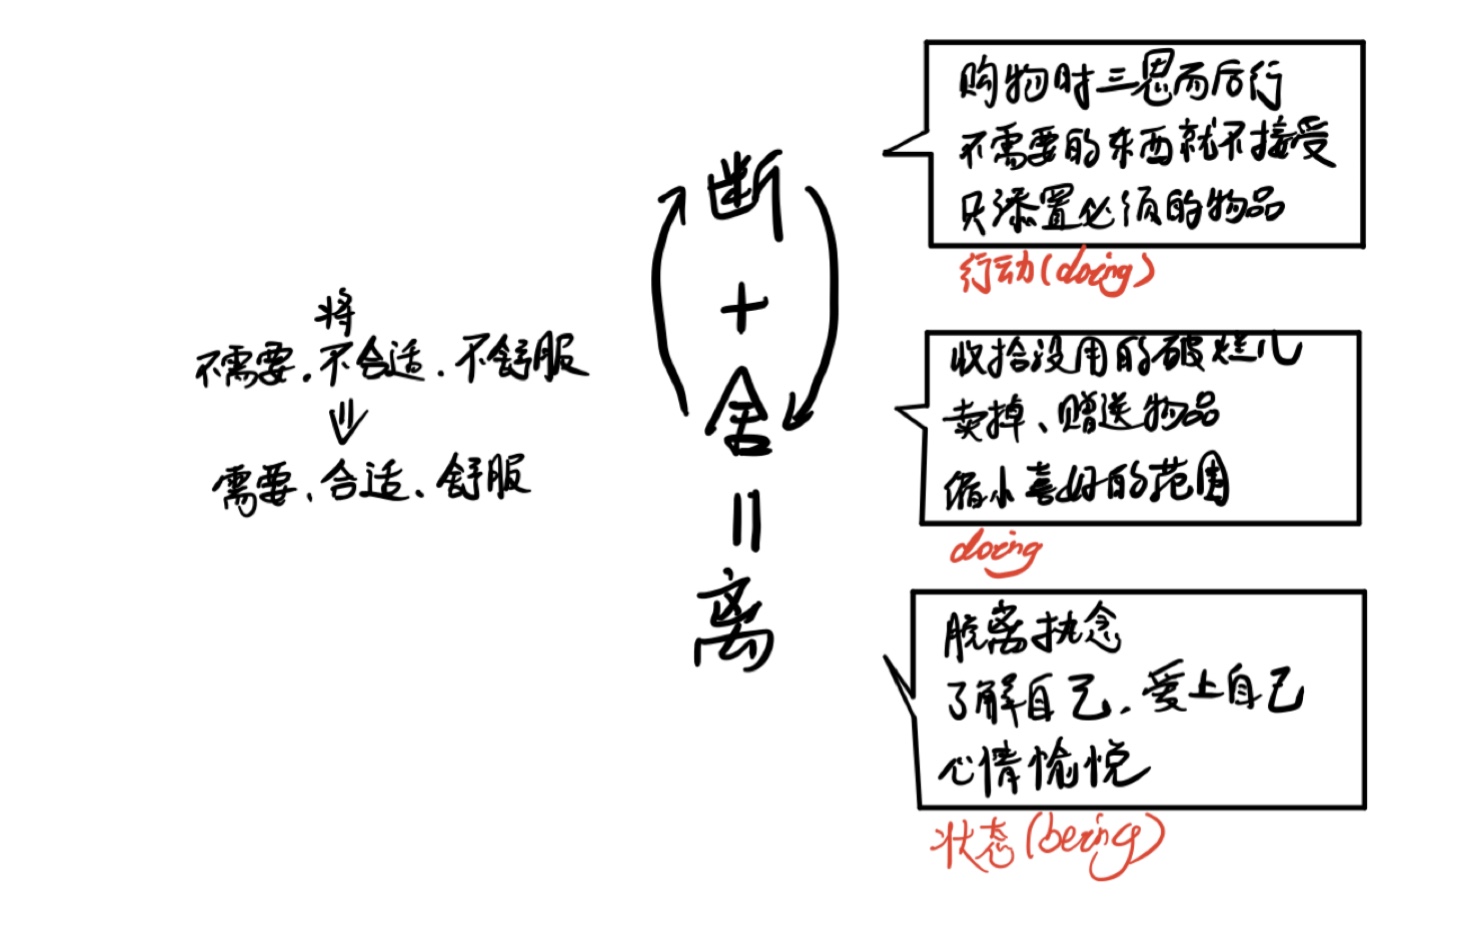 将
不需要、不合适、不舒服
需要、合适、舒服
断
+
舍
=
离
购物时三思而后行
不需要的东西就不接受
只添置必须的物品
行动(doing)
收拾没用的破烂儿
卖掉、赠送物品
缩小喜好的范围
doing
脱离执念
了解自己、爱上自己
心情愉悦
状态(being)